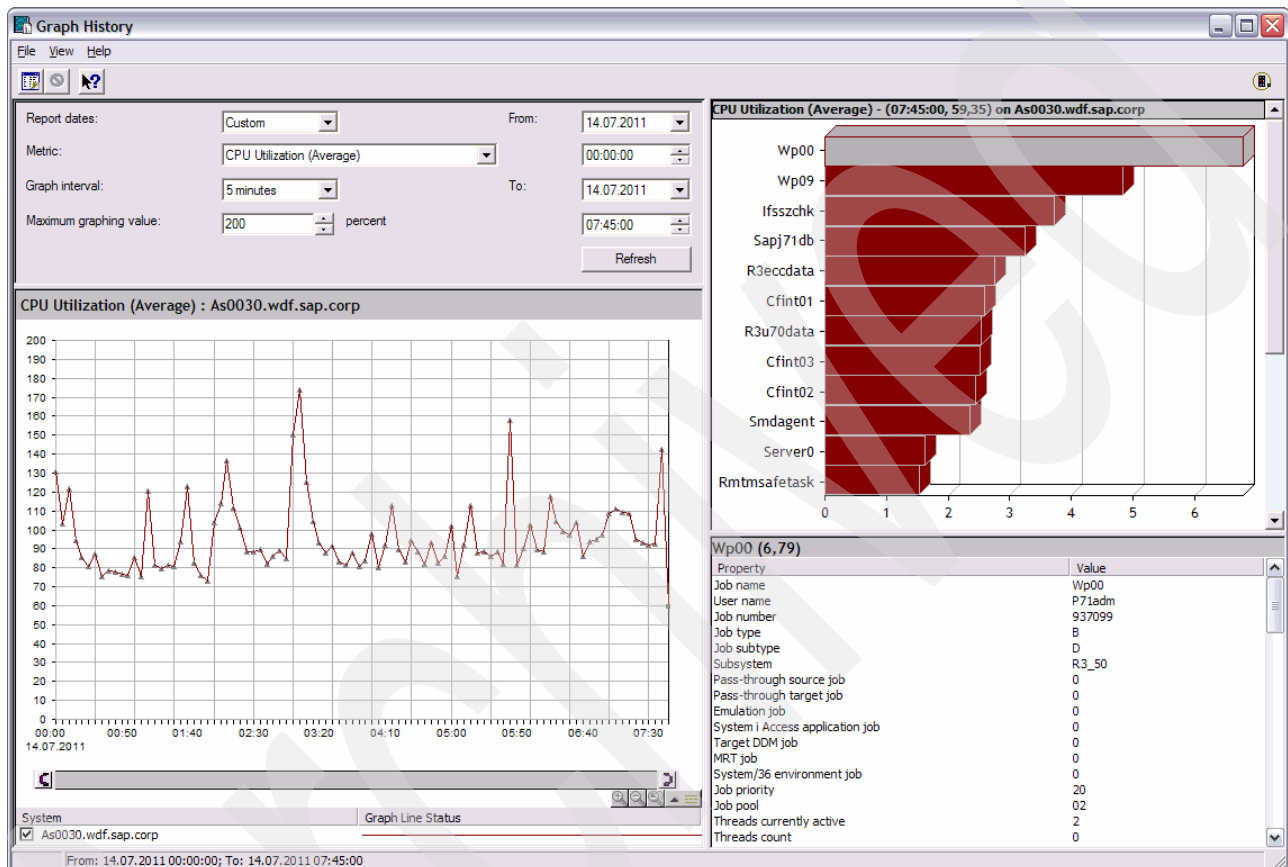 Graph History
File View Help
Report dates: Custom From: 14.07.2011
Metric: CPU Utilization (Average) 00:00:00
Graph interval: 5 minutes To: 14.07.2011
Maximum graphing value: 200 percent 07:45:00
Refresh
CPU Utilization (Average) : As0030.wdf.sap.corp
200
190
180
170
160
150
140
130
120
110
100
90
80
70
60
50
40
30
20
10
0
00:00 00:50 01:40 02:30 03:20 04:10 05:00 05:50 06:40 07:30
14.07.2011
System Graph Line Status
As0030.wdf.sap.corp
CPU Utilization (Average) - (07:45:00, 59,35) on As0030.wdf.sap.corp
Wp00
Wp09
Ifsszchk
Sapj71db
R3eccdata
Cfint01
R3u70data
Cfint03
Cfint02
Smdagent
Server0
Rmtmsafetask
0 1 2 3 4 5 6
Wp00 (6,79)
Property Value
Job name Wp00
User name P71adm
Job number 937099
Job type B
Job subtype D
Subsystem R3_50
Pass-through source job 0
Pass-through target job 0
Emulation job 0
System i Access application job 0
Target DDM job 0
MRT job 0
System/36 environment job 0
Job priority 20
Job pool 02
Threads currently active 2
Threads count 0
From: 14.07.2011 00:00:00; To: 14.07.2011 07:45:00